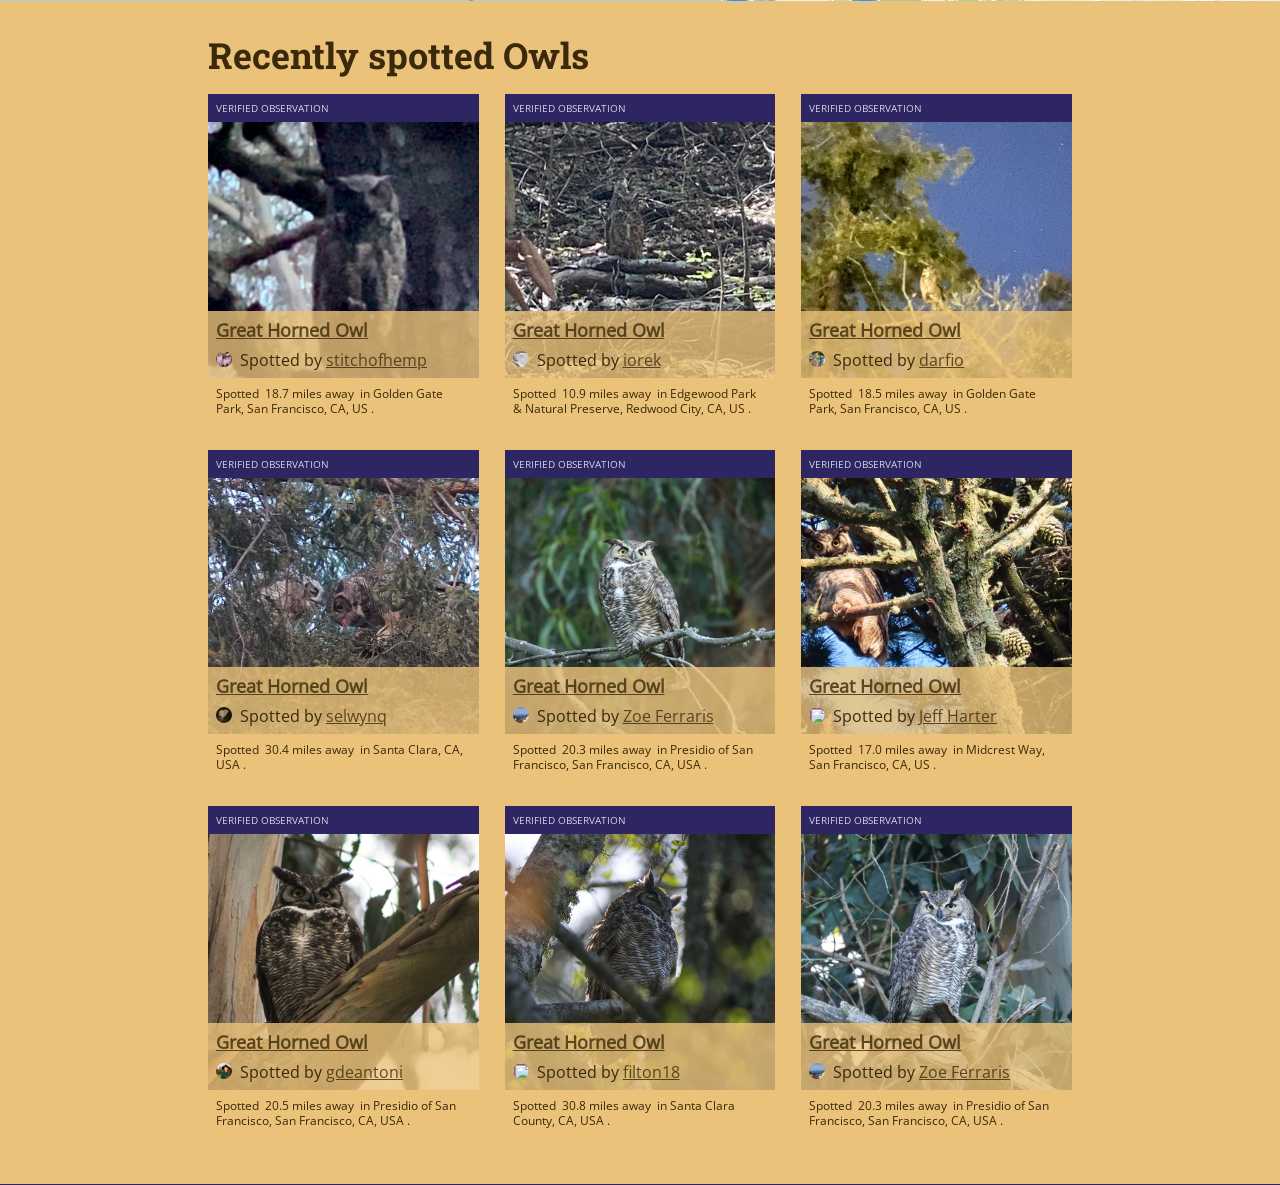 Recently spotted Owls
VERIFIED OBSERVATION
Great Horned Owl
Spotted by stitchofhemp
Spotted 18.7 miles away in Golden Gate
Park, San Francisco, CA, US .
VERIFIED OBSERVATION
Great Horned Owl
Spotted by iorek
Spotted 10.9 miles away in Edgewood Park
& Natural Preserve, Redwood City, CA, US .
VERIFIED OBSERVATION
Great Horned Owl
Spotted by darfio
Spotted 18.5 miles away in Golden Gate
Park, San Francisco, CA, US .
VERIFIED OBSERVATION
Great Horned Owl
Spotted by selwynq
Spotted 30.4 miles away in Santa Clara, CA,
USA .
VERIFIED OBSERVATION
Great Horned Owl
Spotted by Zoe Ferraris
Spotted 20.3 miles away in Presidio of San
Francisco, San Francisco, CA, USA .
VERIFIED OBSERVATION
Great Horned Owl
Spotted by Jeff Harter
Spotted 17.0 miles away in Midcrest Way,
San Francisco, CA, US .
VERIFIED OBSERVATION
Great Horned Owl
Spotted by gdeantoni
Spotted 20.5 miles away in Presidio of San
Francisco, San Francisco, CA, USA .
VERIFIED OBSERVATION
Great Horned Owl
Spotted by filton18
Spotted 30.8 miles away in Santa Clara
County, CA, USA .
VERIFIED OBSERVATION
Great Horned Owl
Spotted by Zoe Ferraris
Spotted 20.3 miles away in Presidio of San
Francisco, San Francisco, CA, USA .